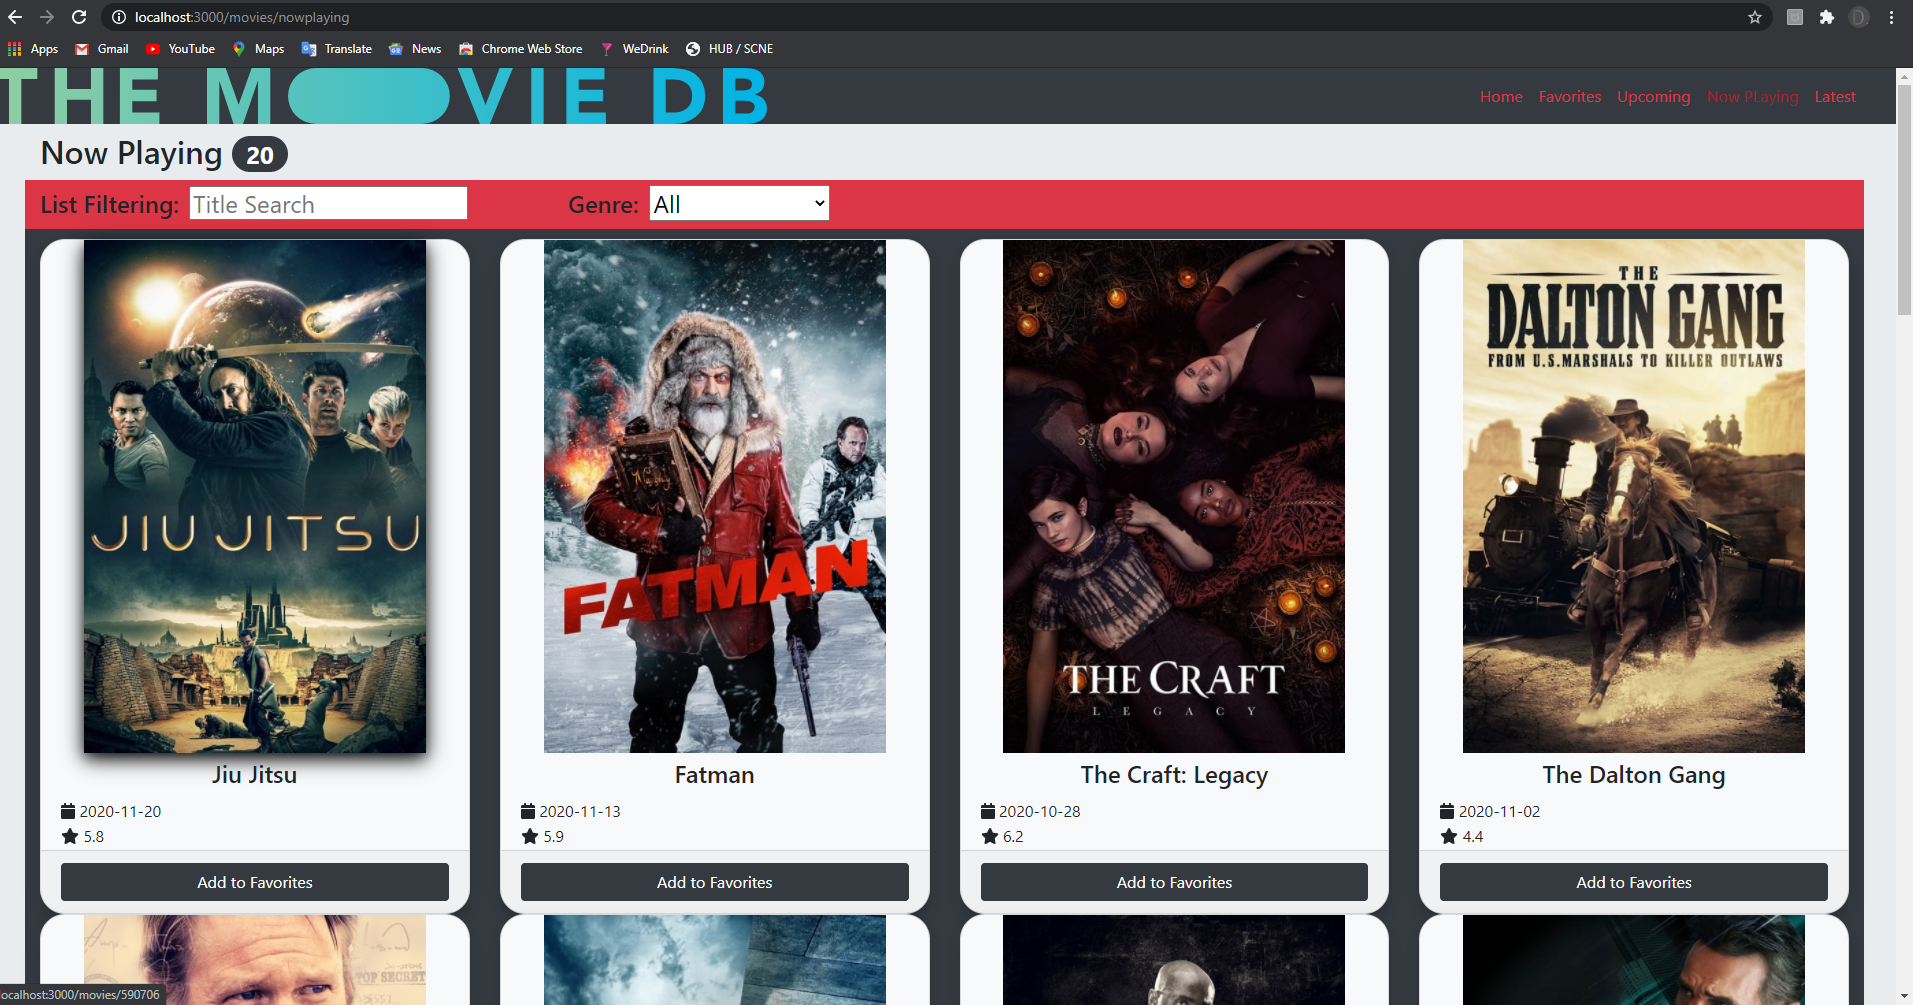 localhost:3000/movies/nowplaying
Apps Gmail YouTube Maps Translate News Chrome Web Store WeDrink HUB / SCNE
THE M VIE DB
Home Favorites Upcoming Now PLaying Latest
Now Playing 20
List Filtering: Title Search Genre: All
JIU JITSU
FATMAN
THE CRAFT
LEGACY
THE
DALTON GANG
FROM U.S.MARSHALS TO KILLER OUTLAWS
Jiu Jitsu
2020-11-20
5.8
Add to Favorites
Fatman
2020-11-13
5.9
Add to Favorites
The Craft: Legacy
2020-10-28
6.2
Add to Favorites
The Dalton Gang
2020-11-02
4.4
Add to Favorites
TOP SECRET
localhost:3000/movies/590706